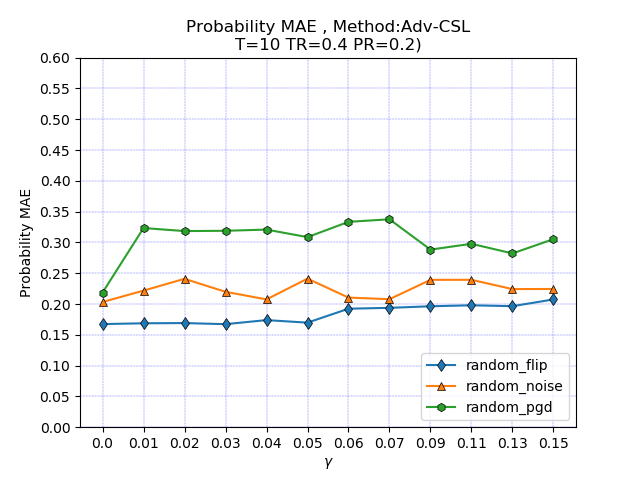 Probability MAE , Method:Adv-CSL
T=10 TR=0.4 PR=0.2)
Probability MAE
0.60
0.55
0.50
0.45
0.40
0.35
0.30
0.25
0.20
0.15
0.10
0.05
0.00
random_flip
random_noise
random_pgd
0.0 0.01 0.02 0.03 0.04 0.05 0.06 0.07 0.09 0.11 0.13 0.15
γ